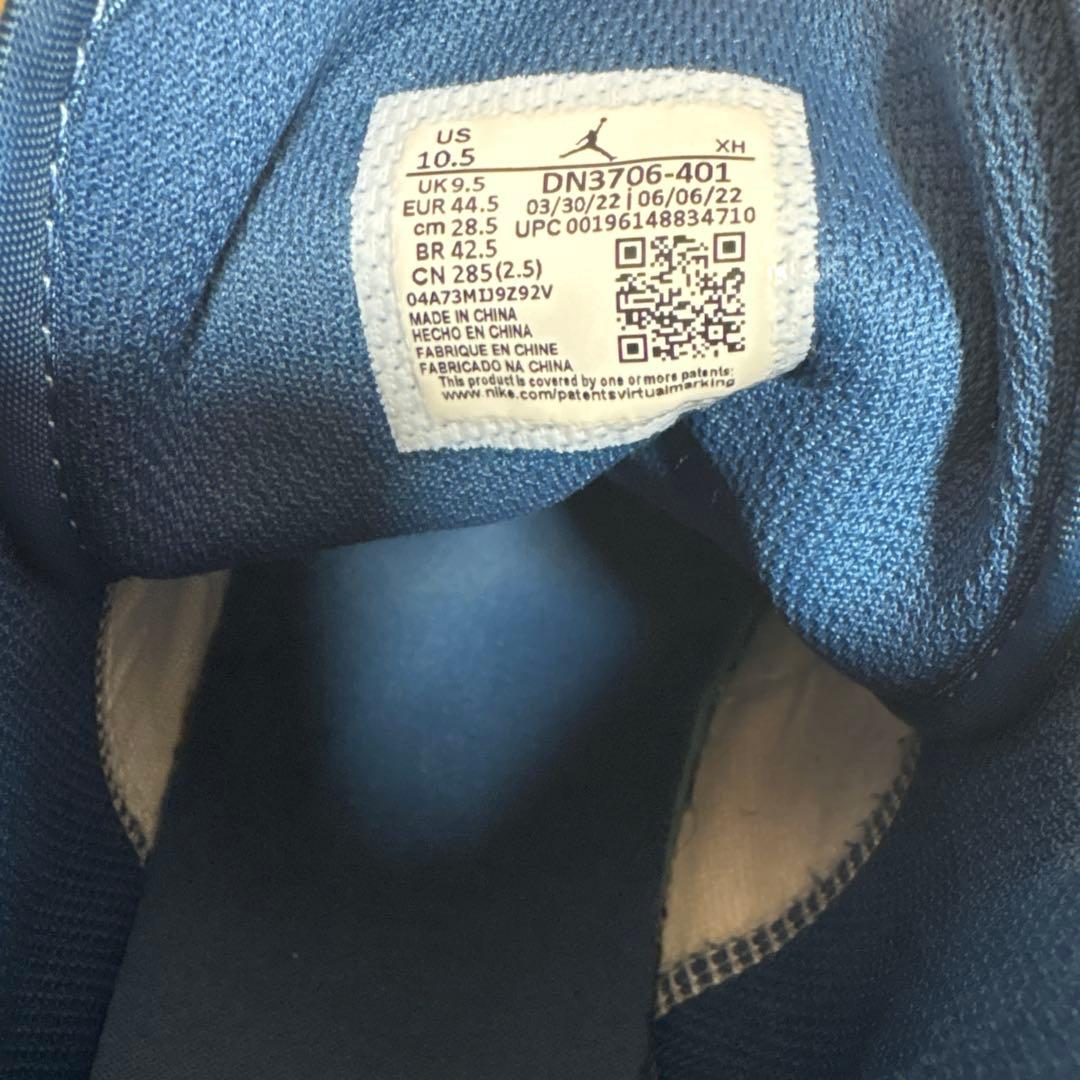 US
10.5
XH
UK 9.5
DN3706-401
EUR 44.5
03/30/22 | 06/06/22
cm 28.5
UPC 00196148834710
BR 42.5
CN 285(2.5)
04A73MIJ9Z92V
MADE IN CHINA
HECHO EN CHINA
FABRIQUE EN CHINE
FABRICADO NA CHINA
This product is covered by one or more patents:
www.nike.com/patentsvirtualmarking